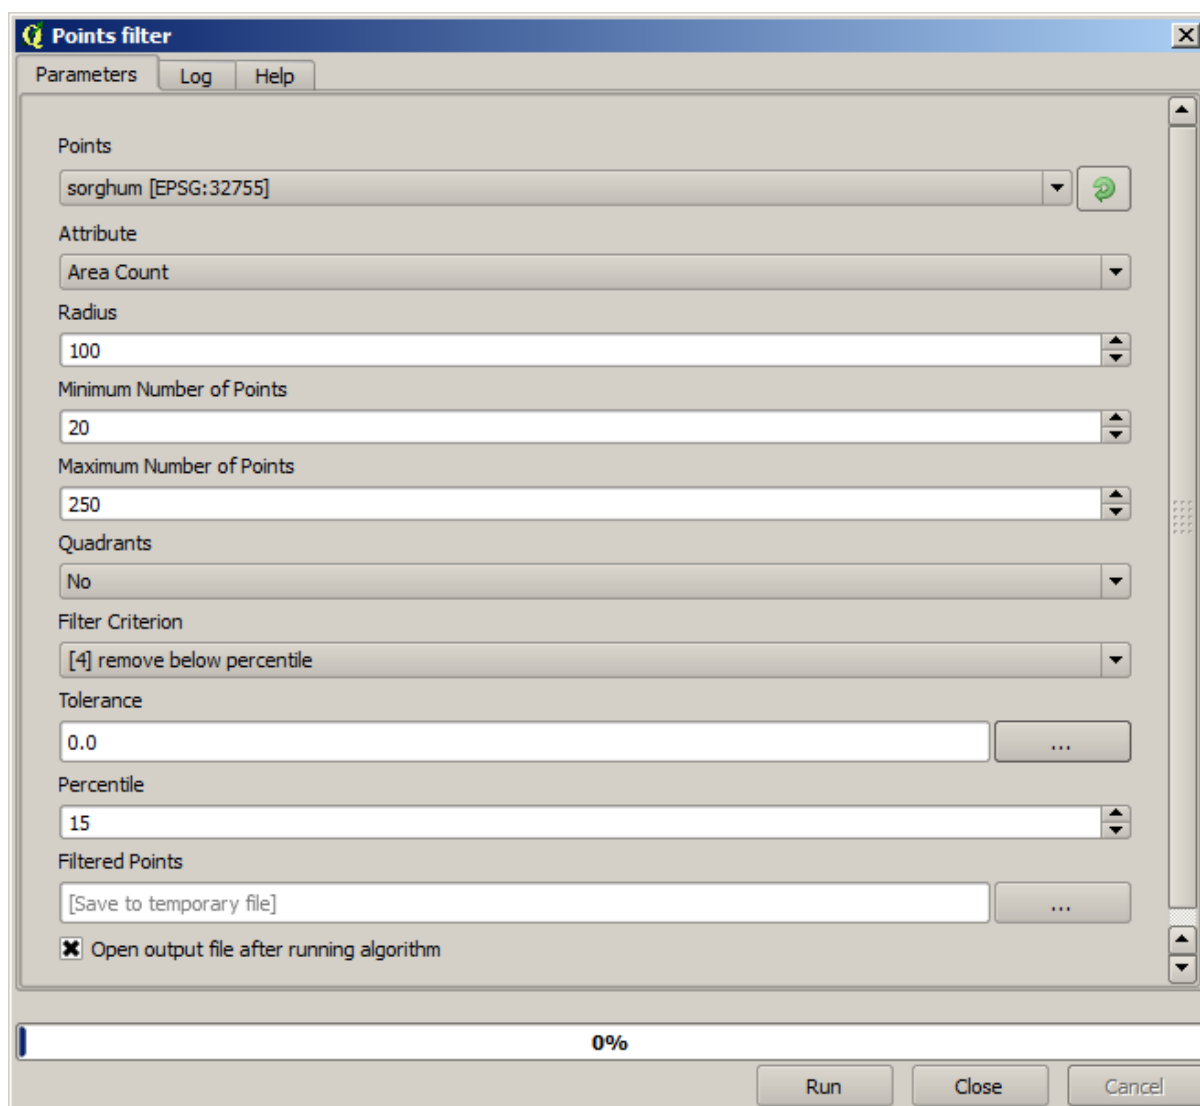 Points filter
Parameters Log Help
Points
sorghum [EPSG:32755]
Attribute
Area Count
Radius
100
Minimum Number of Points
20
Maximum Number of Points
250
Quadrants
No
Filter Criterion
[4] remove below percentile
Tolerance
0.0 ...
Percentile
15
Filtered Points
[Save to temporary file] ...
Open output file after running algorithm
0%
Run Close Cancel